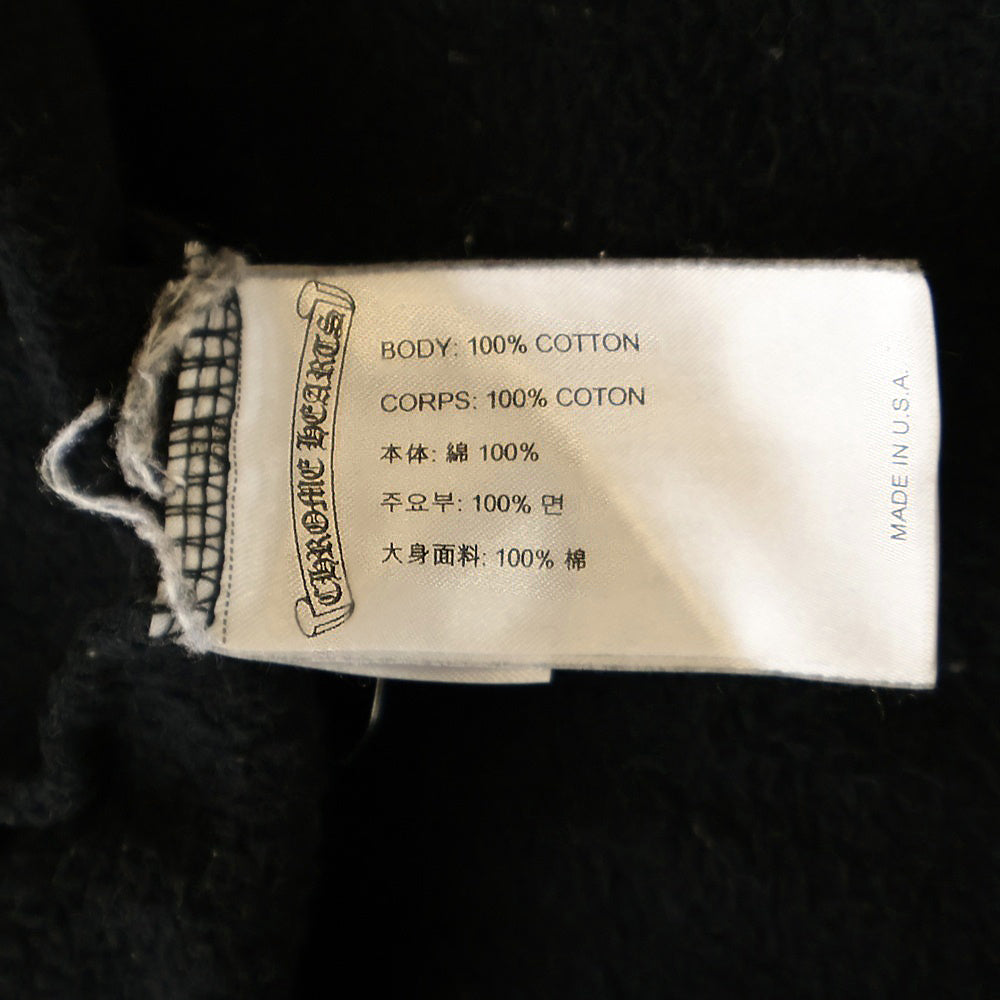 CHROME HEARTS
BODY: 100% COTTON
CORPS: 100% COTON
本体: 綿 100%
주요부: 100% 면
大身面料: 100% 棉
MADE IN U.S.A.